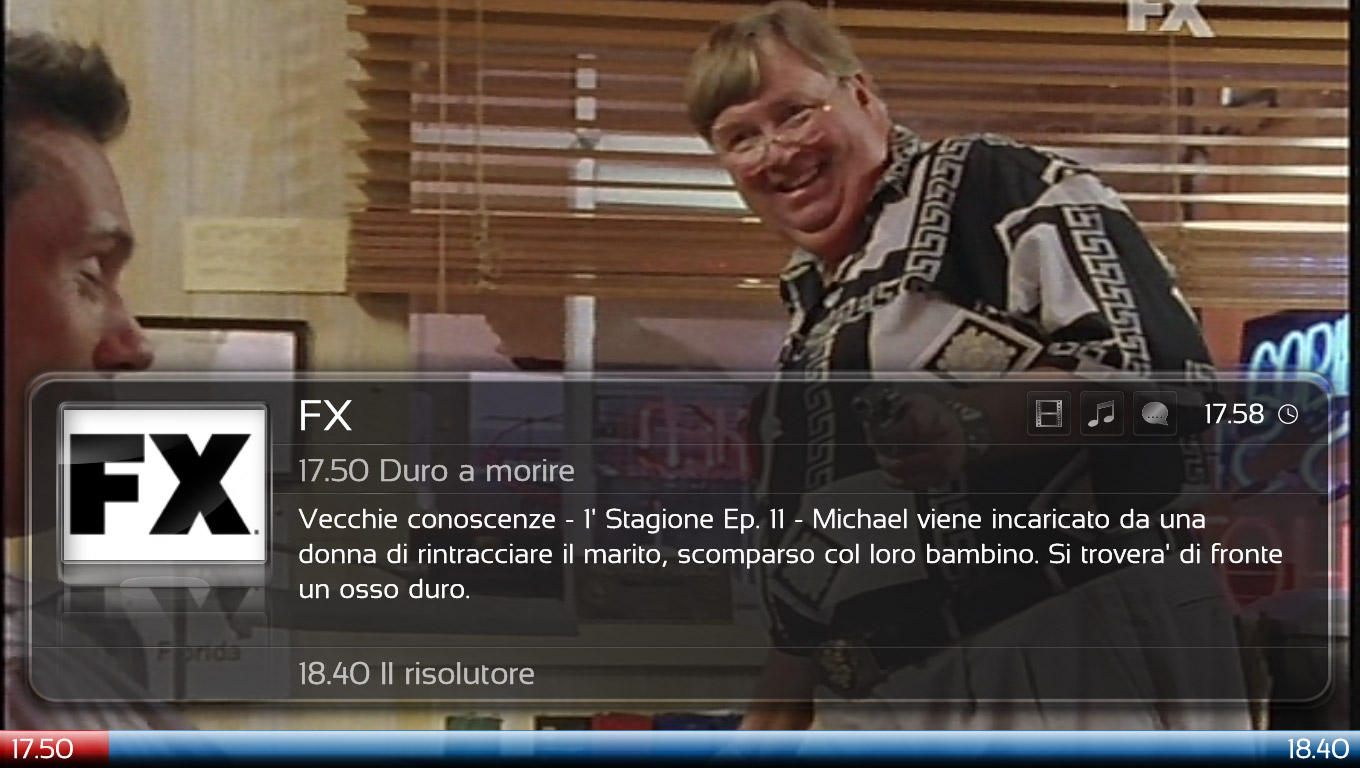 FX
FX
17.58
FX.
17.50 Duro a morire
Vecchie conoscenze - 1' Stagione Ep. 11 - Michael viene incaricato da una
donna di rintracciare il marito, scomparso col loro bambino. Si trovera' di fronte
un osso duro.
Florida
18.40 Il risolutore
17.50
18.40